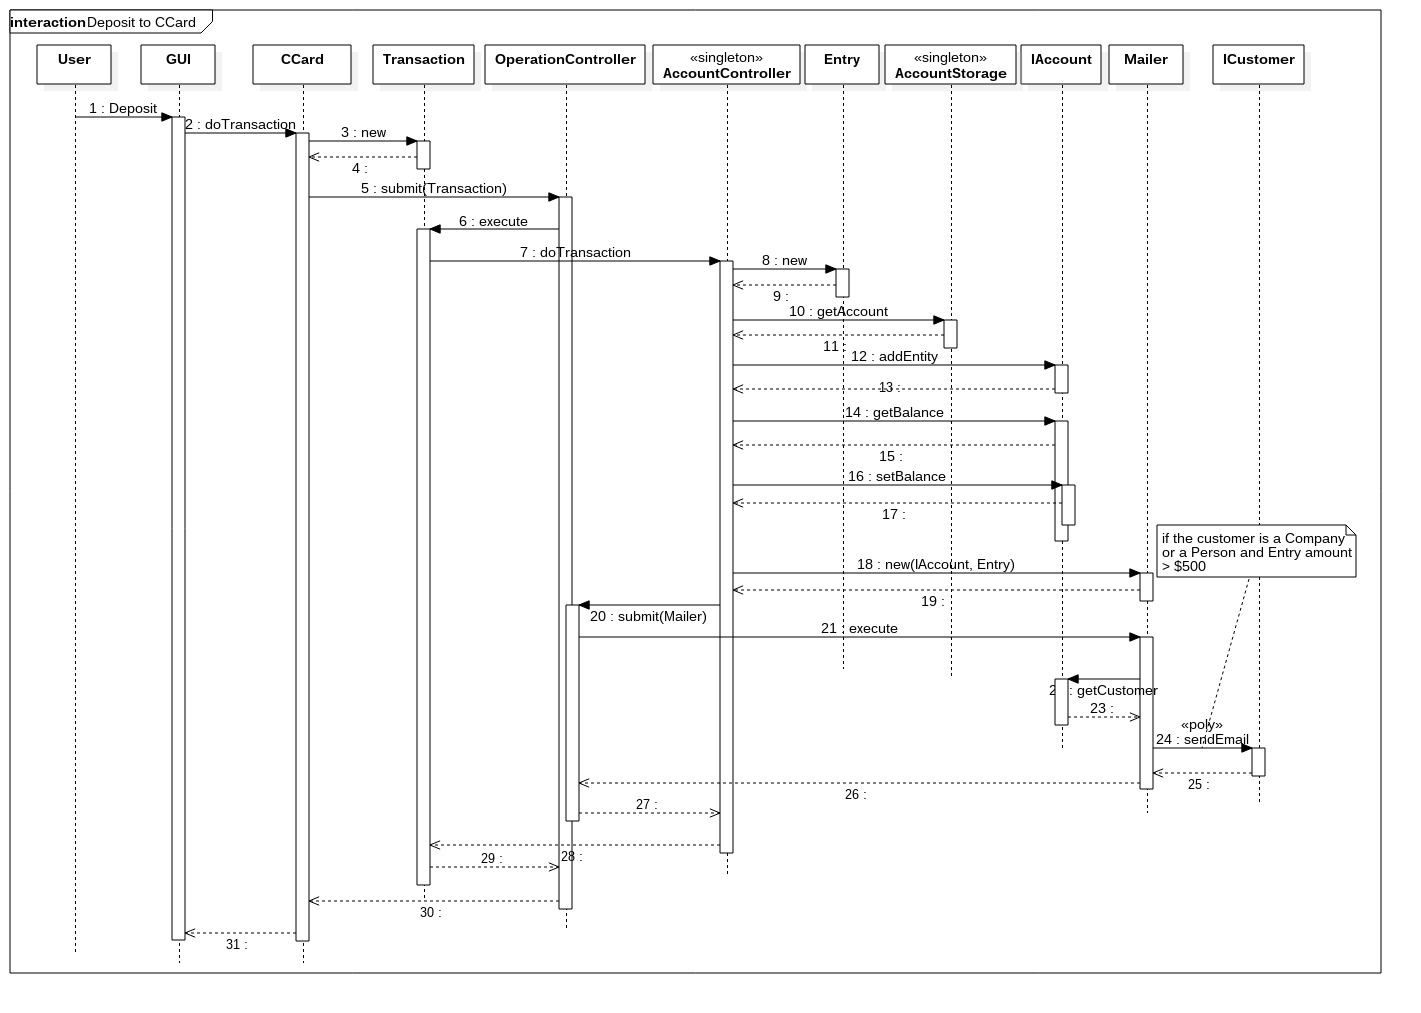 interaction Deposit to CCard
User
GUI
CCard
Transaction
OperationController
«singleton»
AccountController
Entry
«singleton»
AccountStorage
IAccount
Mailer
ICustomer
1 : Deposit
2 : doTransaction
3 : new
4 :
5 : submit(Transaction)
6 : execute
7 : doTransaction
8 : new
9 :
10 : getAccount
11 :
12 : addEntity
13 :
14 : getBalance
15 :
16 : setBalance
17 :
if the customer is a Company
or a Person and Entry amount
> $500
18 : new(IAccount, Entry)
19 :
20 : submit(Mailer)
21 : execute
2 : getCustomer
23 :
«poly»
24 : sendEmail
25 :
26 :
27 :
28 :
29 :
30 :
31 :